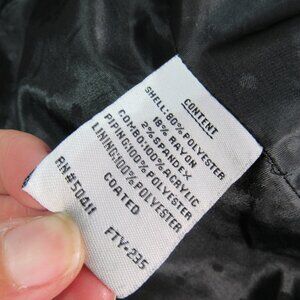 CONTENT
SHELL:80% POLYESTER
18% RAYON
2% SPANDEX
COMBO:100% ACRYLIC
PIPING:100% POLYESTER
LINING:100% POLYESTER
COATED
RN#50411 FTY-235